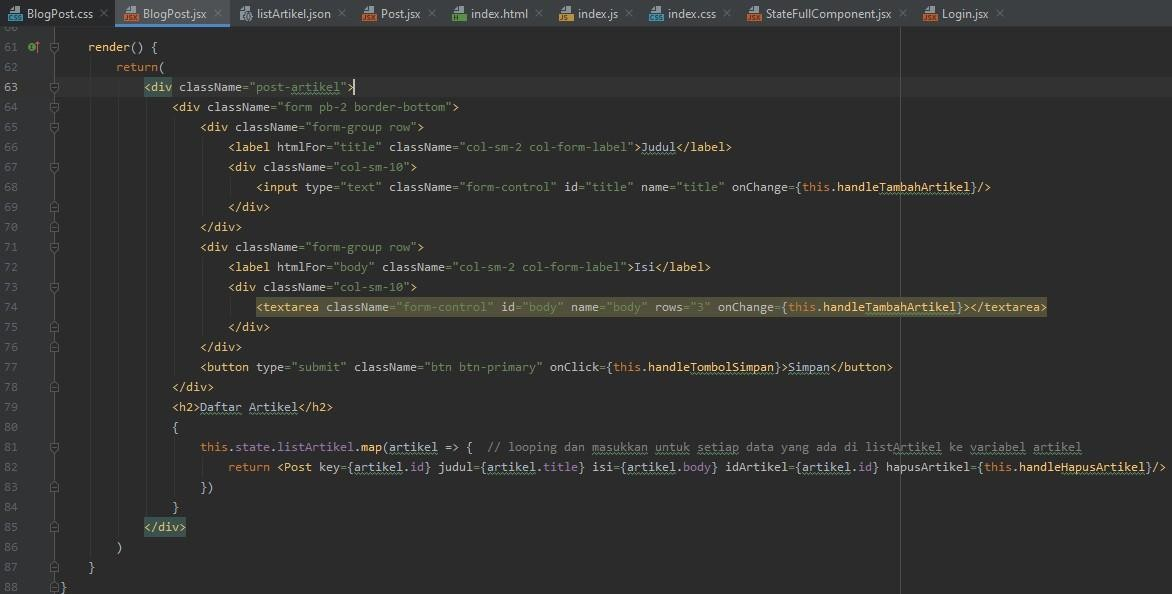 BlogPost.css BlogPost.jsx listArtikel.json Post.jsx index.html index.js index.css StateFullComponent.jsx Login.jsx
60
61 render() {
62 return(
63 <div className="post-artikel">
64 <div className="form pb-2 border-bottom">
65 <div className="form-group row">
66 <label htmlFor="title" className="col-sm-2 col-form-label">Judul</label>
67 <div className="col-sm-10">
68 <input type="text" className="form-control" id="title" name="title" onChange={this.handleTambahArtikel}/>
69 </div>
70 </div>
71 <div className="form-group row">
72 <label htmlFor="body" className="col-sm-2 col-form-label">Isi</label>
73 <div className="col-sm-10">
74 <textarea className="form-control" id="body" name="body" rows="3" onChange={this.handleTambahArtikel}></textarea>
75 </div>
76 </div>
77 <button type="submit" className="btn btn-primary" onClick={this.handleTombolSimpan}>Simpan</button>
78 </div>
79 <h2>Daftar Artikel</h2>
80 {
81 this.state.listArtikel.map(artikel => { // looping dan masukkan untuk setiap data yang ada di listArtikel ke variabel artikel
82 return <Post key={artikel.id} judul={artikel.title} isi={artikel.body} idArtikel={artikel.id} hapusArtikel={this.handleHapusArtikel}/>
83 })
84 }
85 </div>
86 )
87 }
88 }